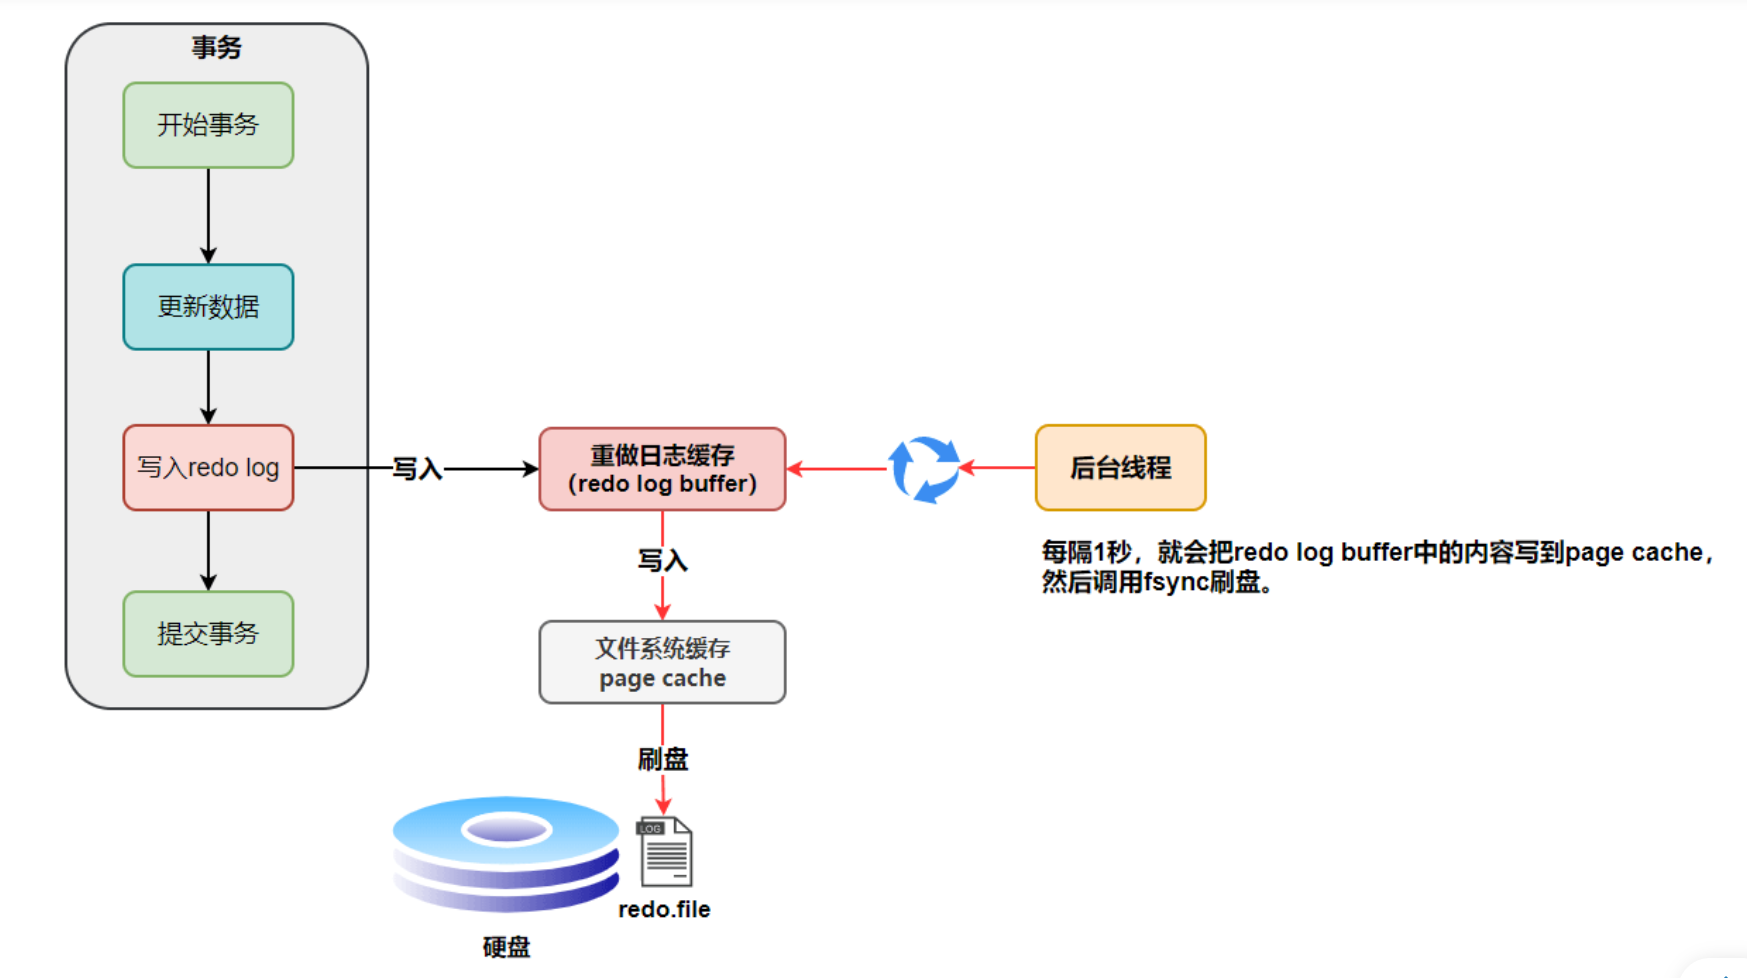 事务
开始事务
更新数据
写入redo log
写入
重做日志缓存
（redo log buffer）
后台线程
每隔1秒，就会把redo log buffer中的内容写到page cache，
然后调用fsync刷盘。
写入
提交事务
文件系统缓存
page cache
刷盘
LOG
redo.file
硬盘